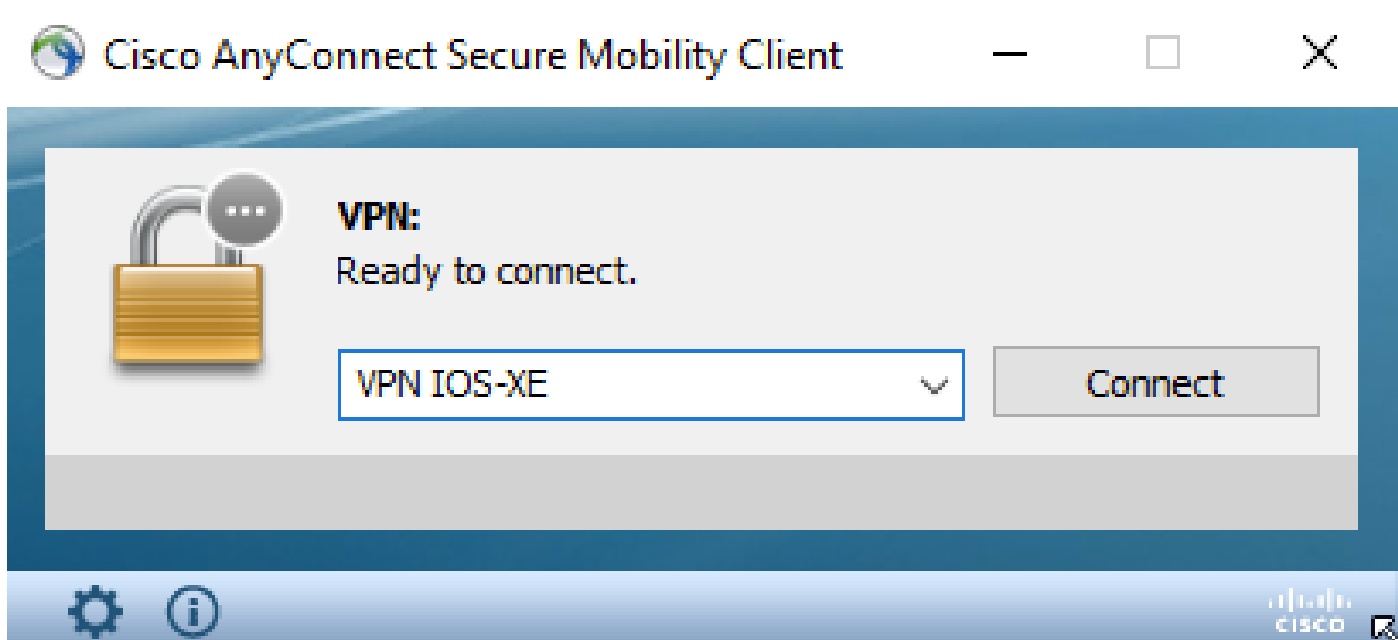 Cisco AnyConnect Secure Mobility Client
VPN:
Ready to connect.
VPN IOS-XE
Connect
CISCO